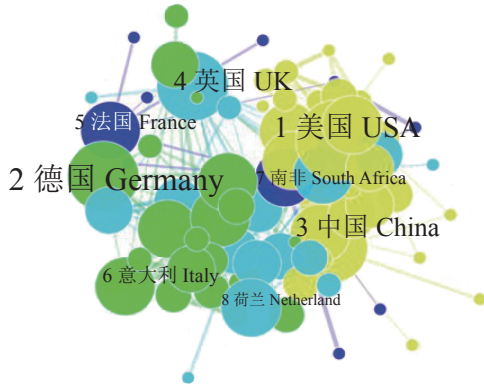 4 英国 UK
5 法国 France
1 美国 USA
2 德国 Germany
7 南非 South Africa
3 中国 China
6 意大利 Italy
8 荷兰 Netherland